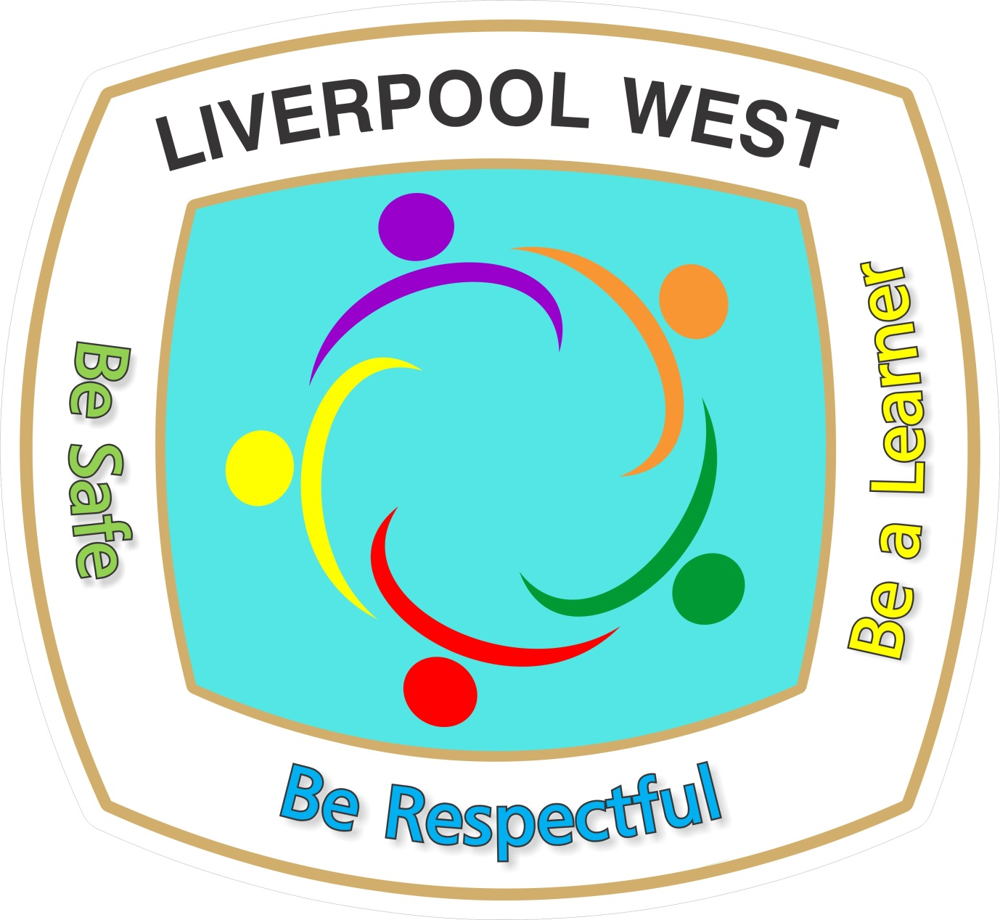 LIVERPOOL WEST
Be Safe
Be a Learner
Be Respectful